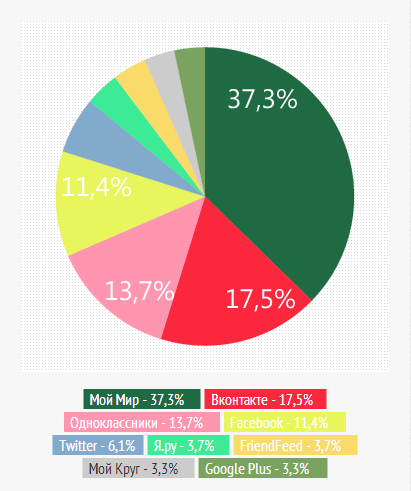 37,3%
11,4%
13,7%
17,5%
Мой Мир - 37,3% Вконтакте - 17,5%
Одноклассники - 13,7% Facebook - 11,4%
Twitter - 6,1% Я.ру - 3,7% FriendFeed - 3,7%
Мой Круг - 3,3% Google Plus - 3,3%